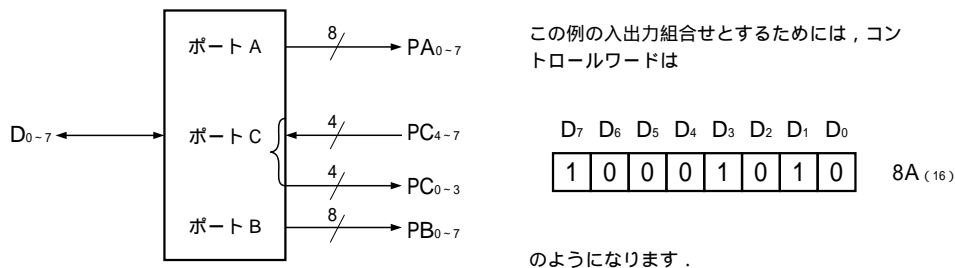 ポート A
8
PA0~7
D0~7
ポート C
4
PC4~7
4
PC0~3
ポート B
8
PB0~7
この例の入出力組合せとするためには，コン
トロールワードは
D7 D6 D5 D4 D3 D2 D1 D0
1 0 0 0 1 0 1 0 8A (16)
のようになります．